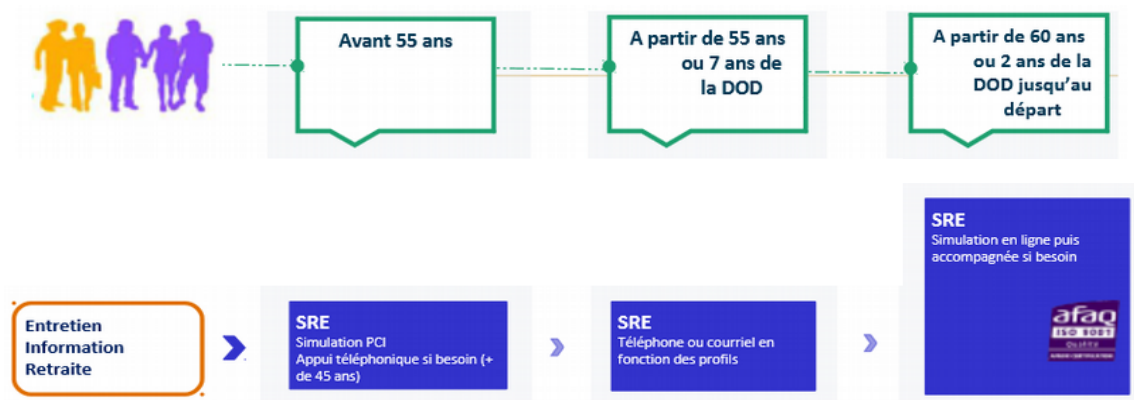 Avant 55 ans
A partir de 55 ans
ou 7 ans de
la DOD
A partir de 60 ans
ou 2 ans de la
DOD jusqu'au
départ
Entretien
Information
Retraite
SRE
Simulation PCI
Appui téléphonique si besoin (+
de 45 ans)
SRE
Téléphone ou courriel en
fonction des profils
SRE
Simulation en ligne puis
accompagnée si besoin
afaq
ISO 9001
Qualité
AFNOR CERTIFICATION